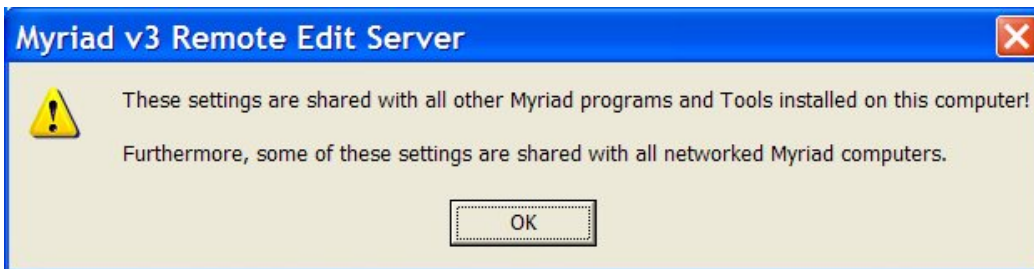 Myriad v3 Remote Edit Server
These settings are shared with all other Myriad programs and Tools installed on this computer!
Furthermore, some of these settings are shared with all networked Myriad computers.
OK